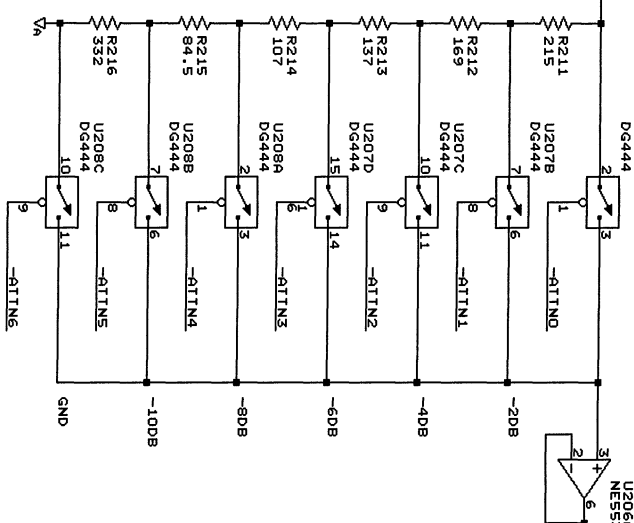 A
R216
332
R215
84.5
R214
107
R213
137
R212
169
R211
215
U208C
DG444
U208B
DG444
U208A
DG444
U207D
DG444
U207C
DG444
U207B
DG444
DG444
10
7
2
15
10
7
2
9
8
1
16
9
8
1
11
6
3
14
11
6
3
-ATTN6
-ATTN5
-ATTN4
-ATTN3
-ATTN2
-ATTN1
-ATTN0
GND
-10DB
-8DB
-6DB
-4DB
-2DB
2
3
-
+
6
U206
NE55